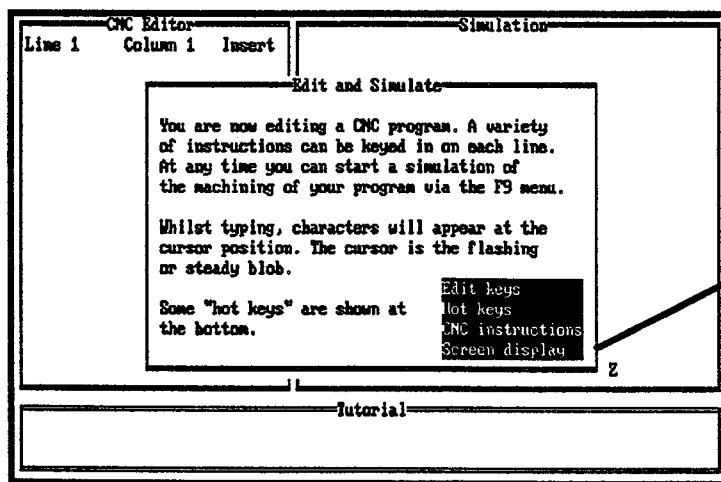 CNC Editor
Simulation
Line 1 Column 1 Insert
Edit and Simulate
You are now editing a CNC program. A variety
of instructions can be keyed in on each line.
At any time you can start a simulation of
the machining of your program via the F9 menu.
Whilst typing, characters will appear at the
cursor position. The cursor is the flashing
or steady blob.
Some "hot keys" are shown at
the bottom.
Edit keys
Hot keys
CNC instructions
Screen display
Z
Tutorial